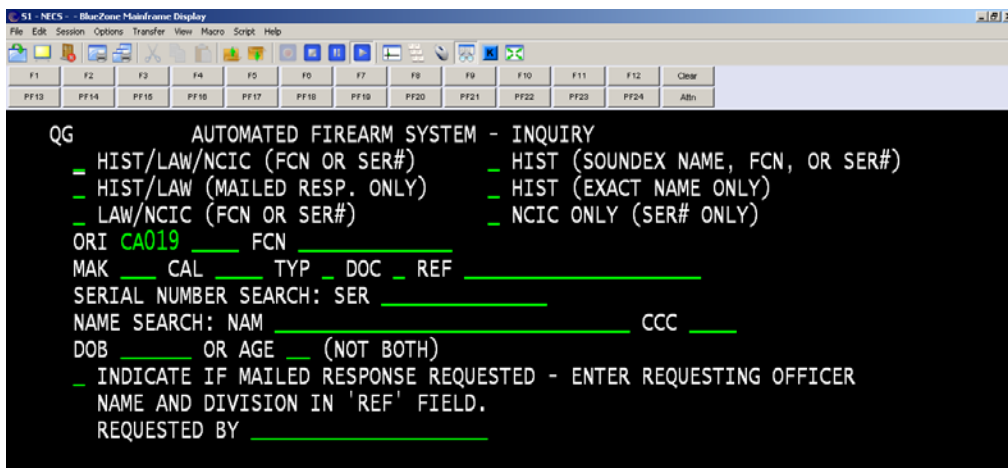 S1 - NECS - - BlueZone Mainframe Display
File Edit Session Options Transfer View Macro Script Help
F1 F2 F3 F4 F5 F6 F7 F8 F9 F10 F11 F12 Clear
PF13 PF14 PF15 PF16 PF17 PF18 PF19 PF20 PF21 PF22 PF23 PF24 Attn
QG AUTOMATED FIREARM SYSTEM - INQUIRY
_ HIST/LAW/NCIC (FCN OR SER#) _ HIST (SOUNDEX NAME, FCN, OR SER#)
_ HIST/LAW (MAILED RESP. ONLY) _ HIST (EXACT NAME ONLY)
_ LAW/NCIC (FCN OR SER#) _ NCIC ONLY (SER# ONLY)
ORI CA019 ____ FCN _____________
MAK ___ CAL ____ TYP _ DOC _ REF ____________________
SERIAL NUMBER SEARCH: SER ______________
NAME SEARCH: NAM ______________________________ CCC ____
DOB ________ OR AGE __ (NOT BOTH)
_ INDICATE IF MAILED RESPONSE REQUESTED - ENTER REQUESTING OFFICER
NAME AND DIVISION IN 'REF' FIELD.
REQUESTED BY ____________________